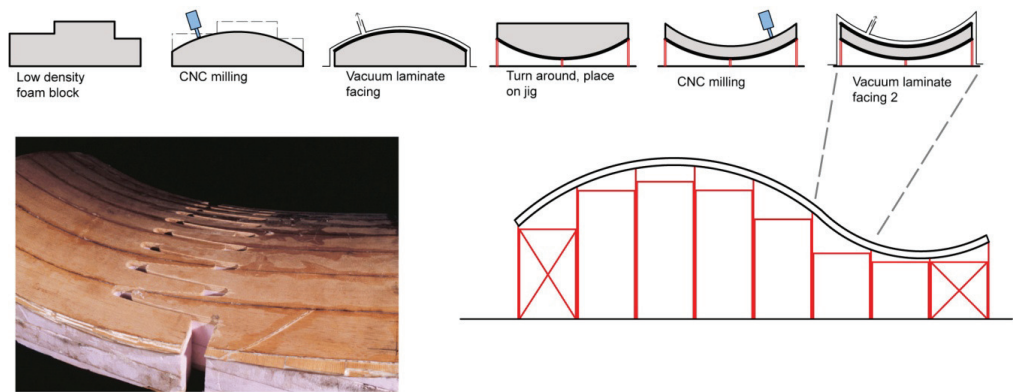 Low density
foam block
CNC milling
Vacuum laminate
facing
Turn around, place
on jig
CNC milling
Vacuum laminate
facing 2